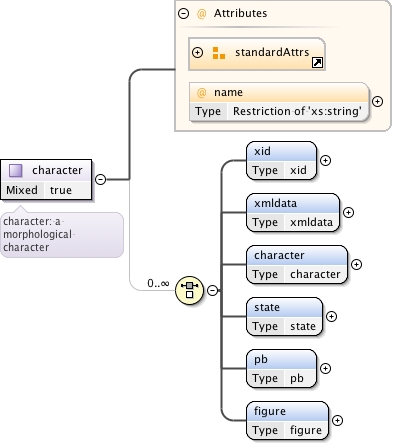 @ Attributes
standardAttrs
@ name
Type Restriction of 'xs:string'
character
Mixed true
character: a
morphological
character
0..∞
xid
Type xid
xmldata
Type xmldata
character
Type character
state
Type state
pb
Type pb
figure
Type figure